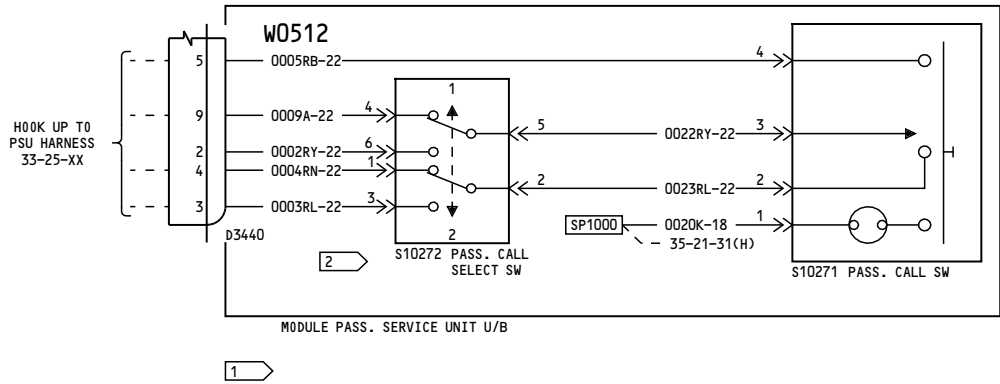 W0512
5 0005RB-22 4
1
9 0009A-22 4 5 0022RY-22 3
HOOK UP TO
PSU HARNESS
33-25-XX
2 0002RY-22 6
4 0004RN-22 1 2 0023RL-22 2
3 0003RL-22 3
SP1000 0020K-18 1
D3440 2 35-21-31(H)
2 S10272 PASS. CALL
SELECT SW
S10271 PASS. CALL SW
MODULE PASS. SERVICE UNIT U/B
1